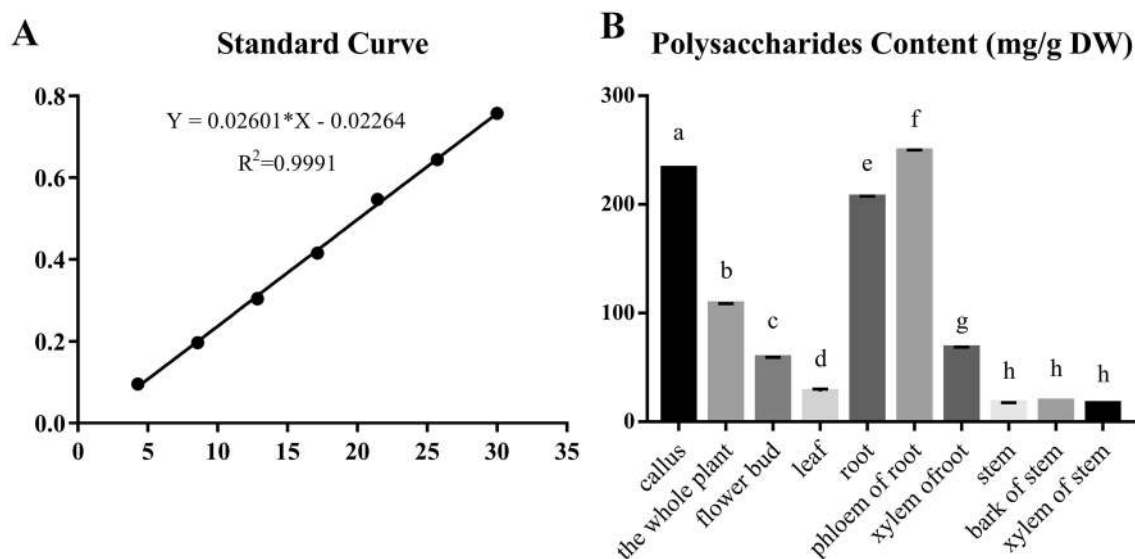 A
Standard Curve
0.8
0.6
0.4
0.2
0.0
Y = 0.02601*X - 0.02264
R²=0.9991
0 5 10 15 20 25 30 35
B
Polysaccharides Content (mg/g DW)
300
200
100
0
a
b
c
d
e
f
g
h
h
h
callus
the whole plant
flower bud
leaf
root
phloem of root
xylem ofroot
stem
bark of stem
xylem of stem